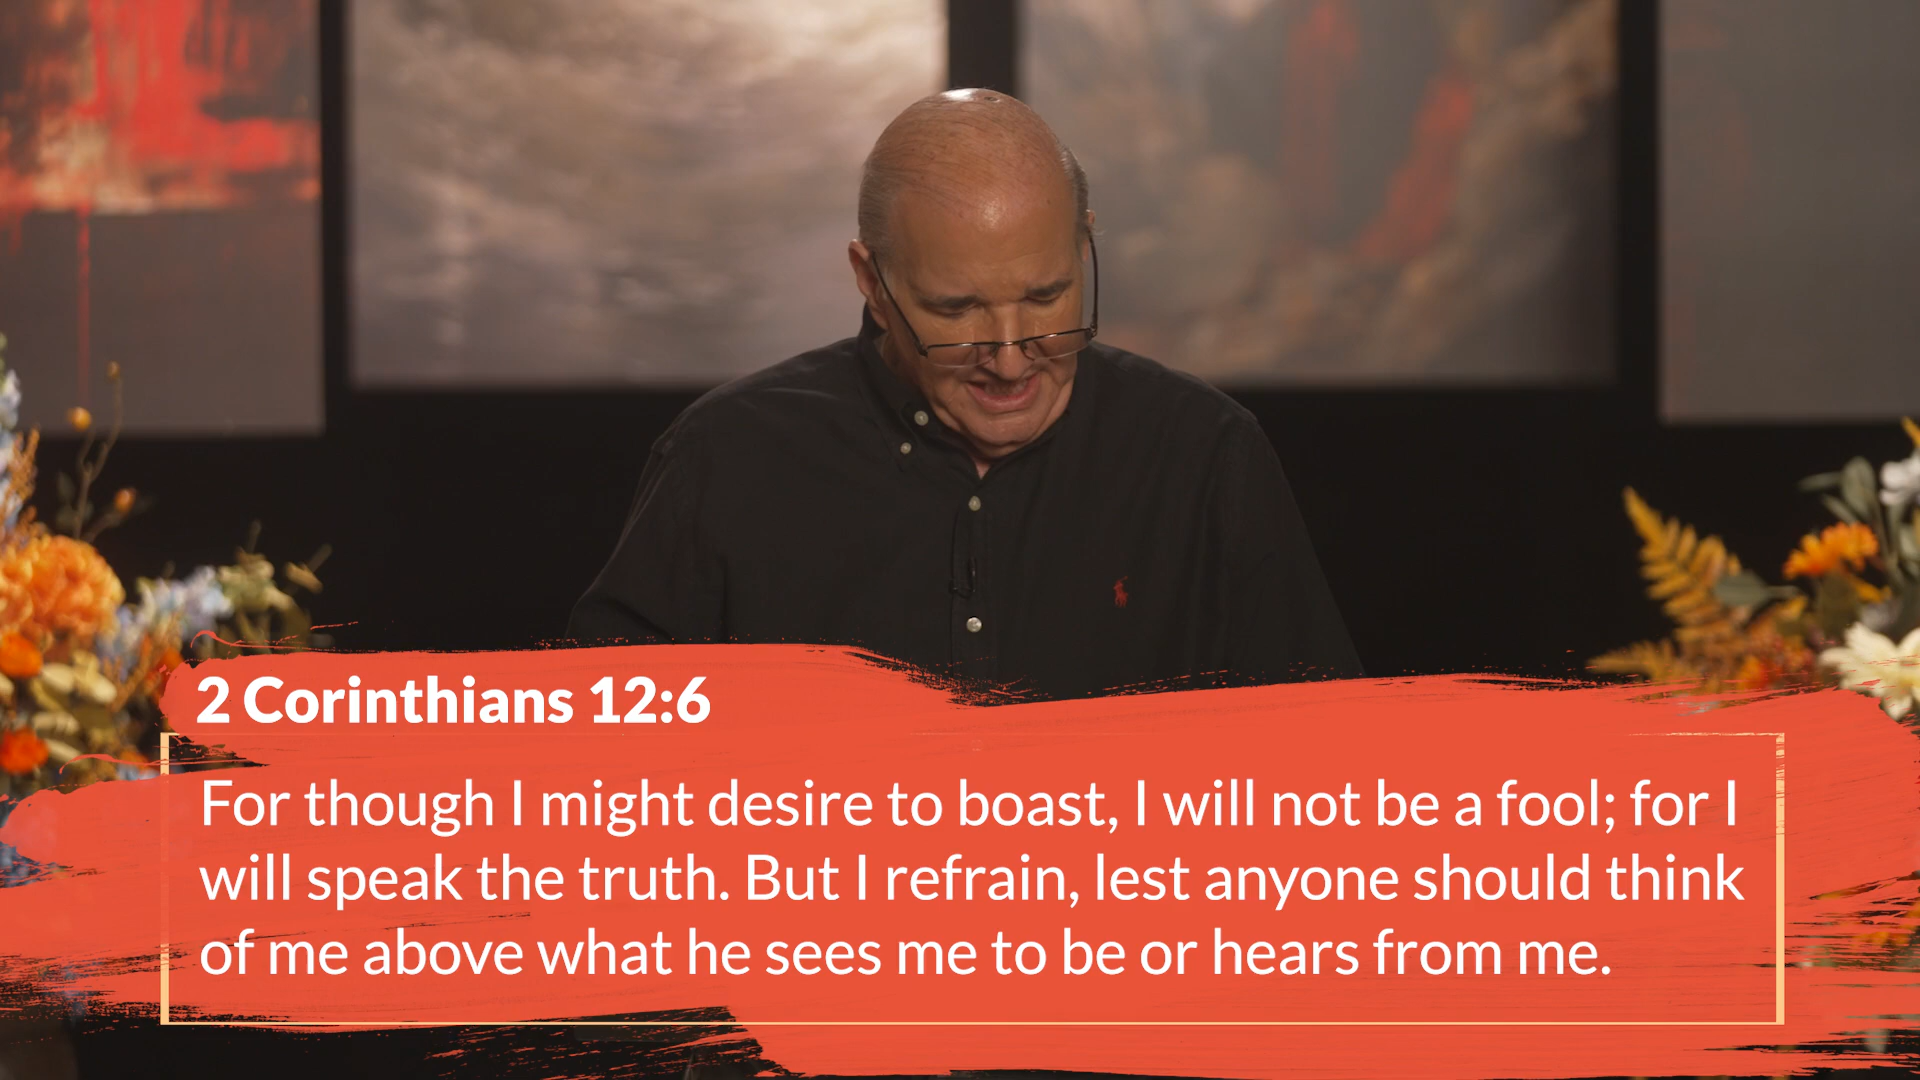 2 Corinthians 12:6
For though I might desire to boast, I will not be a fool; for I
will speak the truth. But I refrain, lest anyone should think
of me above what he sees me to be or hears from me.